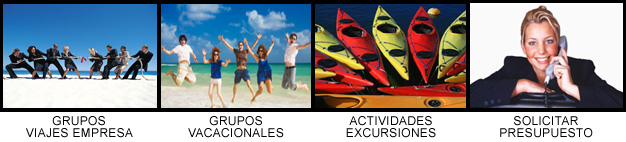 GRUPOS
VIAJES EMPRESA
GRUPOS
VACACIONALES
ACTIVIDADES
EXCURSIONES
SOLICITAR
PRESUPUESTO